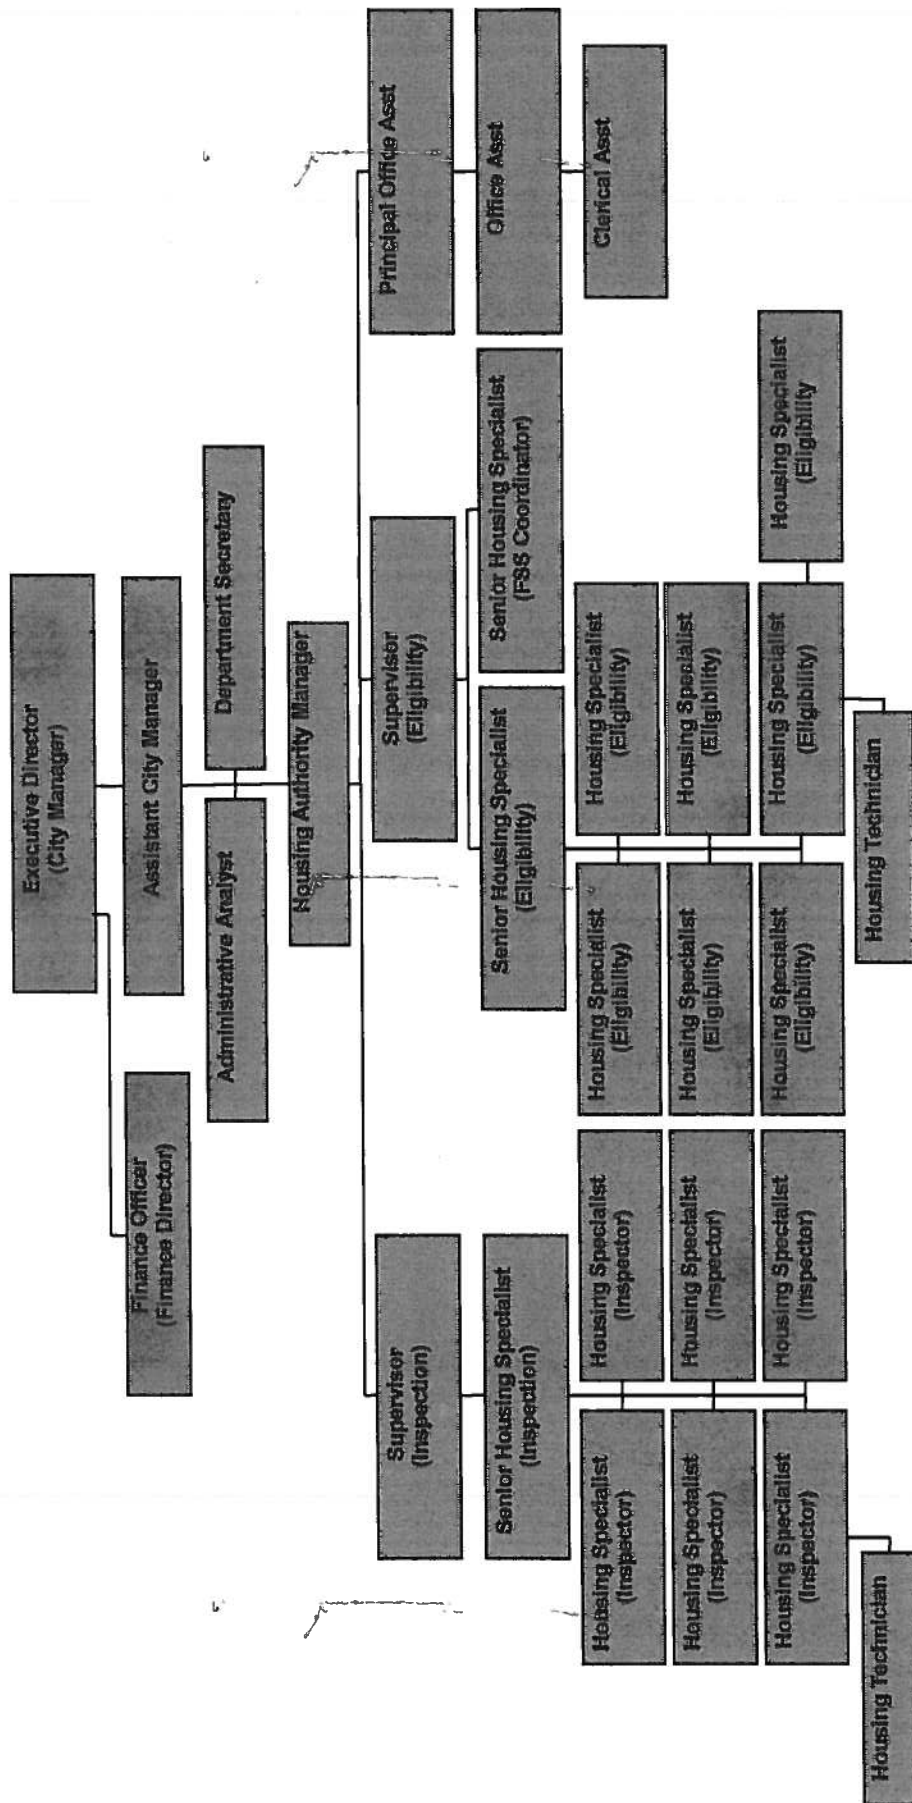 Executive Director
(City Manager)
Finance Officer
(Finance Director)
Assistant City Manager
Administrative Analyst
Department Secretary
Housing Authority Manager
Supervisor
(Inspection)
Supervisor
(Eligibility)
Principal Office Asst
Senior Housing Specialist
(Inspection)
Senior Housing Specialist
(Eligibility)
Senior Housing Specialist
(FSS Coordinator)
Office Asst
Housing Specialist
(Inspector)
Housing Specialist
(Inspector)
Housing Specialist
(Eligibility)
Housing Specialist
(Eligibility)
Clerical Asst
Housing Specialist
(Inspector)
Housing Specialist
(Inspector)
Housing Specialist
(Eligibility)
Housing Specialist
(Eligibility)
Housing Specialist
(Inspector)
Housing Specialist
(Inspector)
Housing Specialist
(Eligibility)
Housing Specialist
(Eligibility)
Housing Specialist
(Eligibility)
Housing Technician
Housing Technician